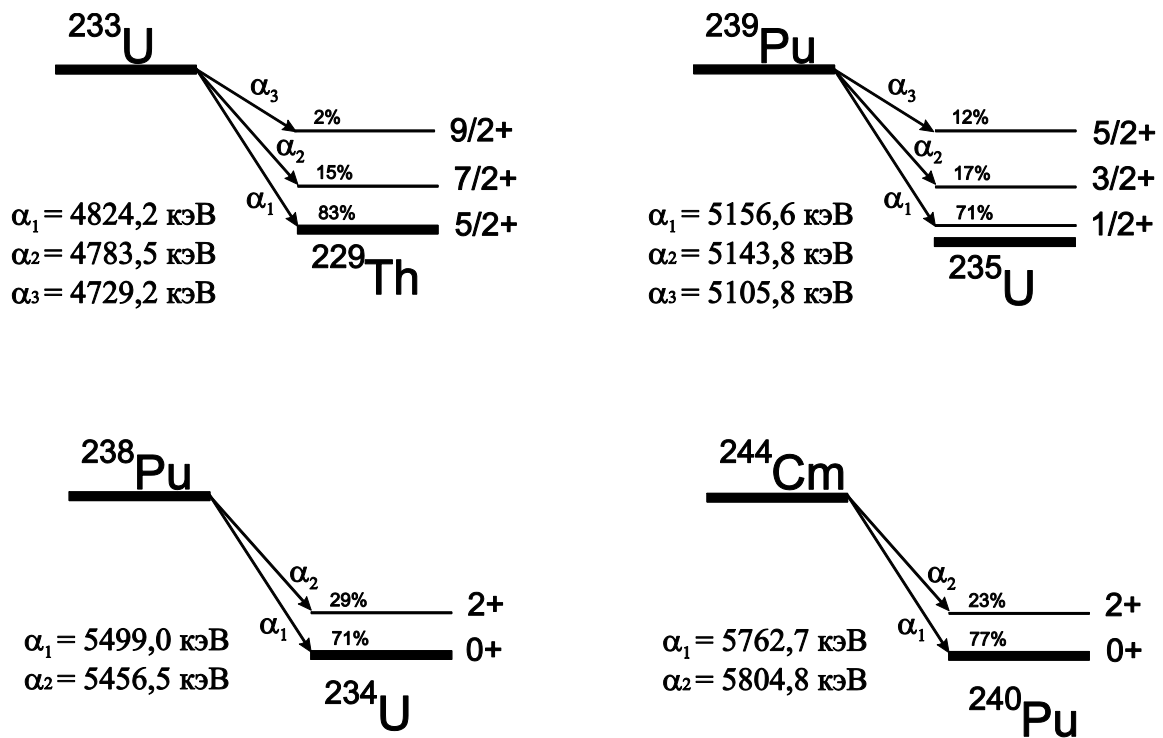 ²³³U
α₃
2%
9/2+
α₂
15%
7/2+
α₁
83%
5/2+
²²⁹Th
α₁ = 4824,2 кэВ
α₂ = 4783,5 кэВ
α₃ = 4729,2 кэВ
²³⁹Pu
α₃
12%
5/2+
α₂
17%
3/2+
α₁
71%
1/2+
²³⁵U
α₁ = 5156,6 кэВ
α₂ = 5143,8 кэВ
α₃ = 5105,8 кэВ
²³⁸Pu
α₂
29%
2+
α₁
71%
0+
²³⁴U
α₁ = 5499,0 кэВ
α₂ = 5456,5 кэВ
²⁴⁴Cm
α₂
23%
2+
α₁
77%
0+
²⁴⁰Pu
α₁ = 5762,7 кэВ
α₂ = 5804,8 кэВ